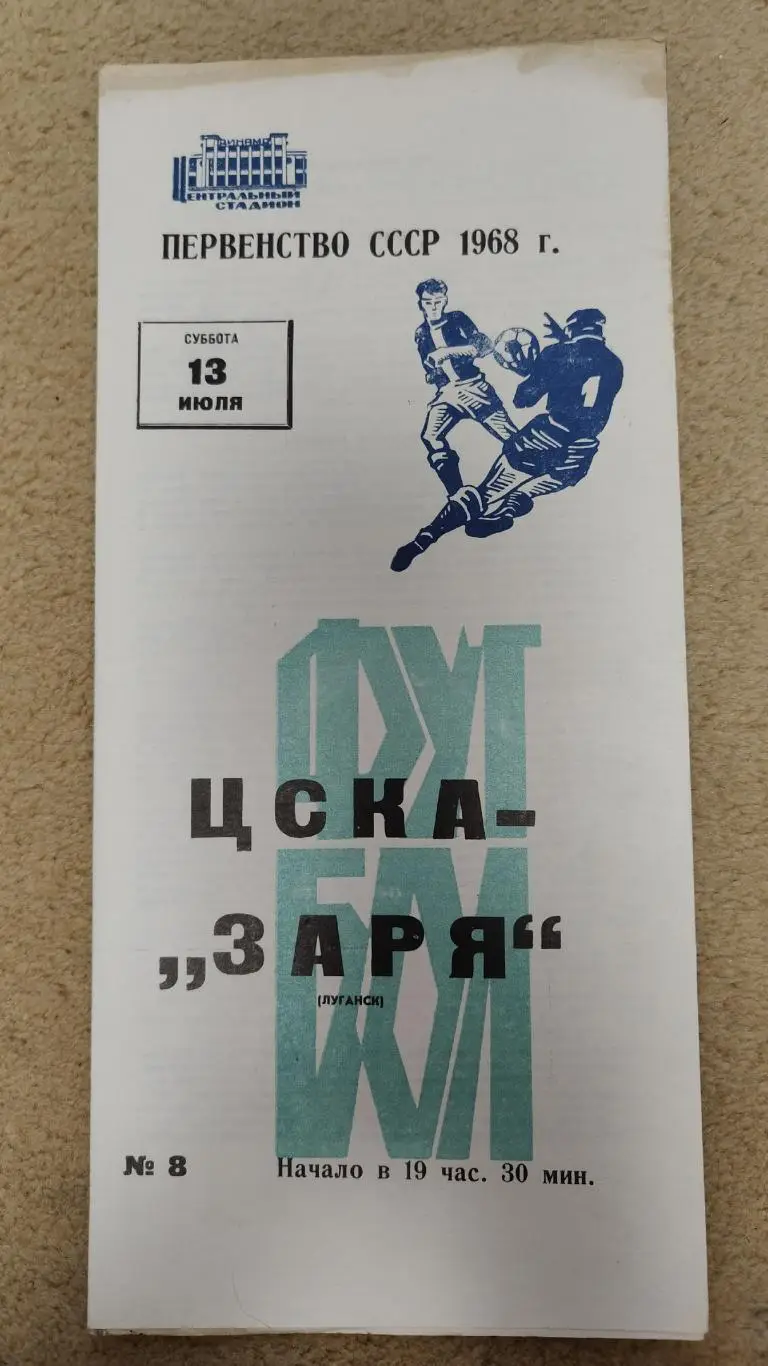 ДИНАМО
ЦЕНТРАЛЬНЫЙ
СТАДИОН
ПЕРВЕНСТВО СССР 1968 г.
СУББОТА
13
ИЮЛЯ
1
ФУТ
БОЛ
ЦСКА-
„ЗАРЯ“
(ЛУГАНСК)
№ 8
Начало в 19 час. 30 мин.